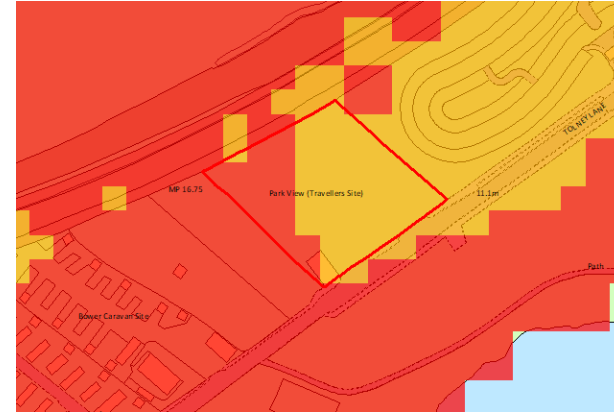 TOLNEY LANE
MP 16.75
Park View (Travellers Site)
11.1m
Path
Bower Caravan Site